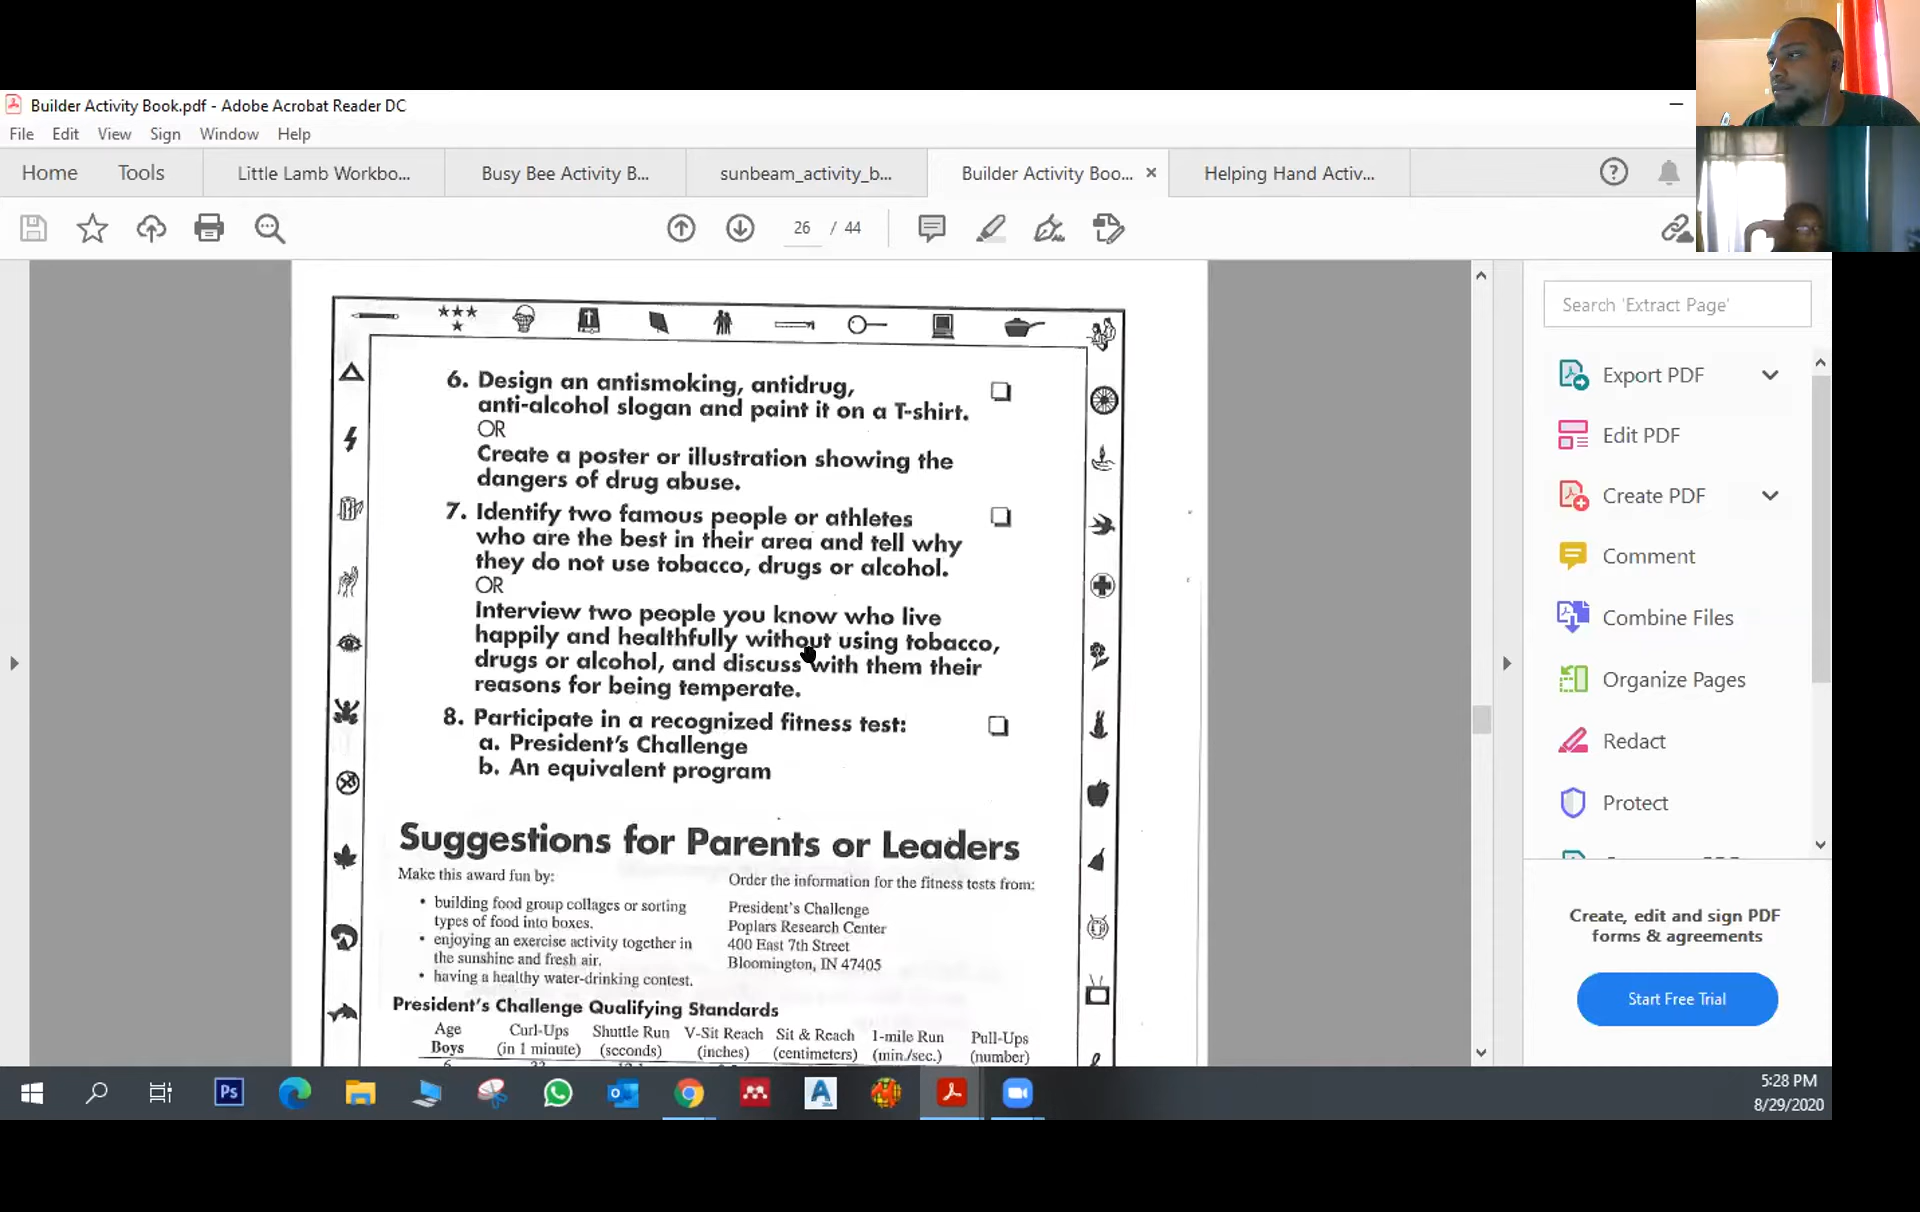 Builder Activity Book.pdf - Adobe Acrobat Reader DC
File Edit View Sign Window Help
Home Tools Little Lamb Workbo... Busy Bee Activity B... sunbeam_activity_b... Builder Activity Boo... Helping Hand Activ...
26 / 44
Search 'Extract Page'
Export PDF
Edit PDF
Create PDF
Comment
Combine Files
Organize Pages
Redact
Protect
Create, edit and sign PDF
forms & agreements
Start Free Trial
6. Design an antismoking, antidrug,
anti-alcohol slogan and paint it on a T-shirt.
OR
Create a poster or illustration showing the
dangers of drug abuse.
7. Identify two famous people or athletes
who are the best in their area and tell why
they do not use tobacco, drugs or alcohol.
OR
Interview two people you know who live
happily and healthfully without using tobacco,
drugs or alcohol, and discuss with them their
reasons for being temperate.
8. Participate in a recognized fitness test:
a. President's Challenge
b. An equivalent program
Suggestions for Parents or Leaders
Make this award fun by:
• building food group collages or sorting
types of food into boxes.
• enjoying an exercise activity together in
the sunshine and fresh air.
• having a healthy water-drinking contest.
Order the information for the fitness tests from:
President's Challenge
Poplars Research Center
400 East 7th Street
Bloomington, IN 47405
President's Challenge Qualifying Standards
Age Curl-Ups Shuttle Run V-Sit Reach Sit & Reach 1-mile Run Pull-Ups
Boys (in 1 minute) (seconds) (inches) (centimeters) (min./sec.) (number)
Ps
5:28 PM
8/29/2020